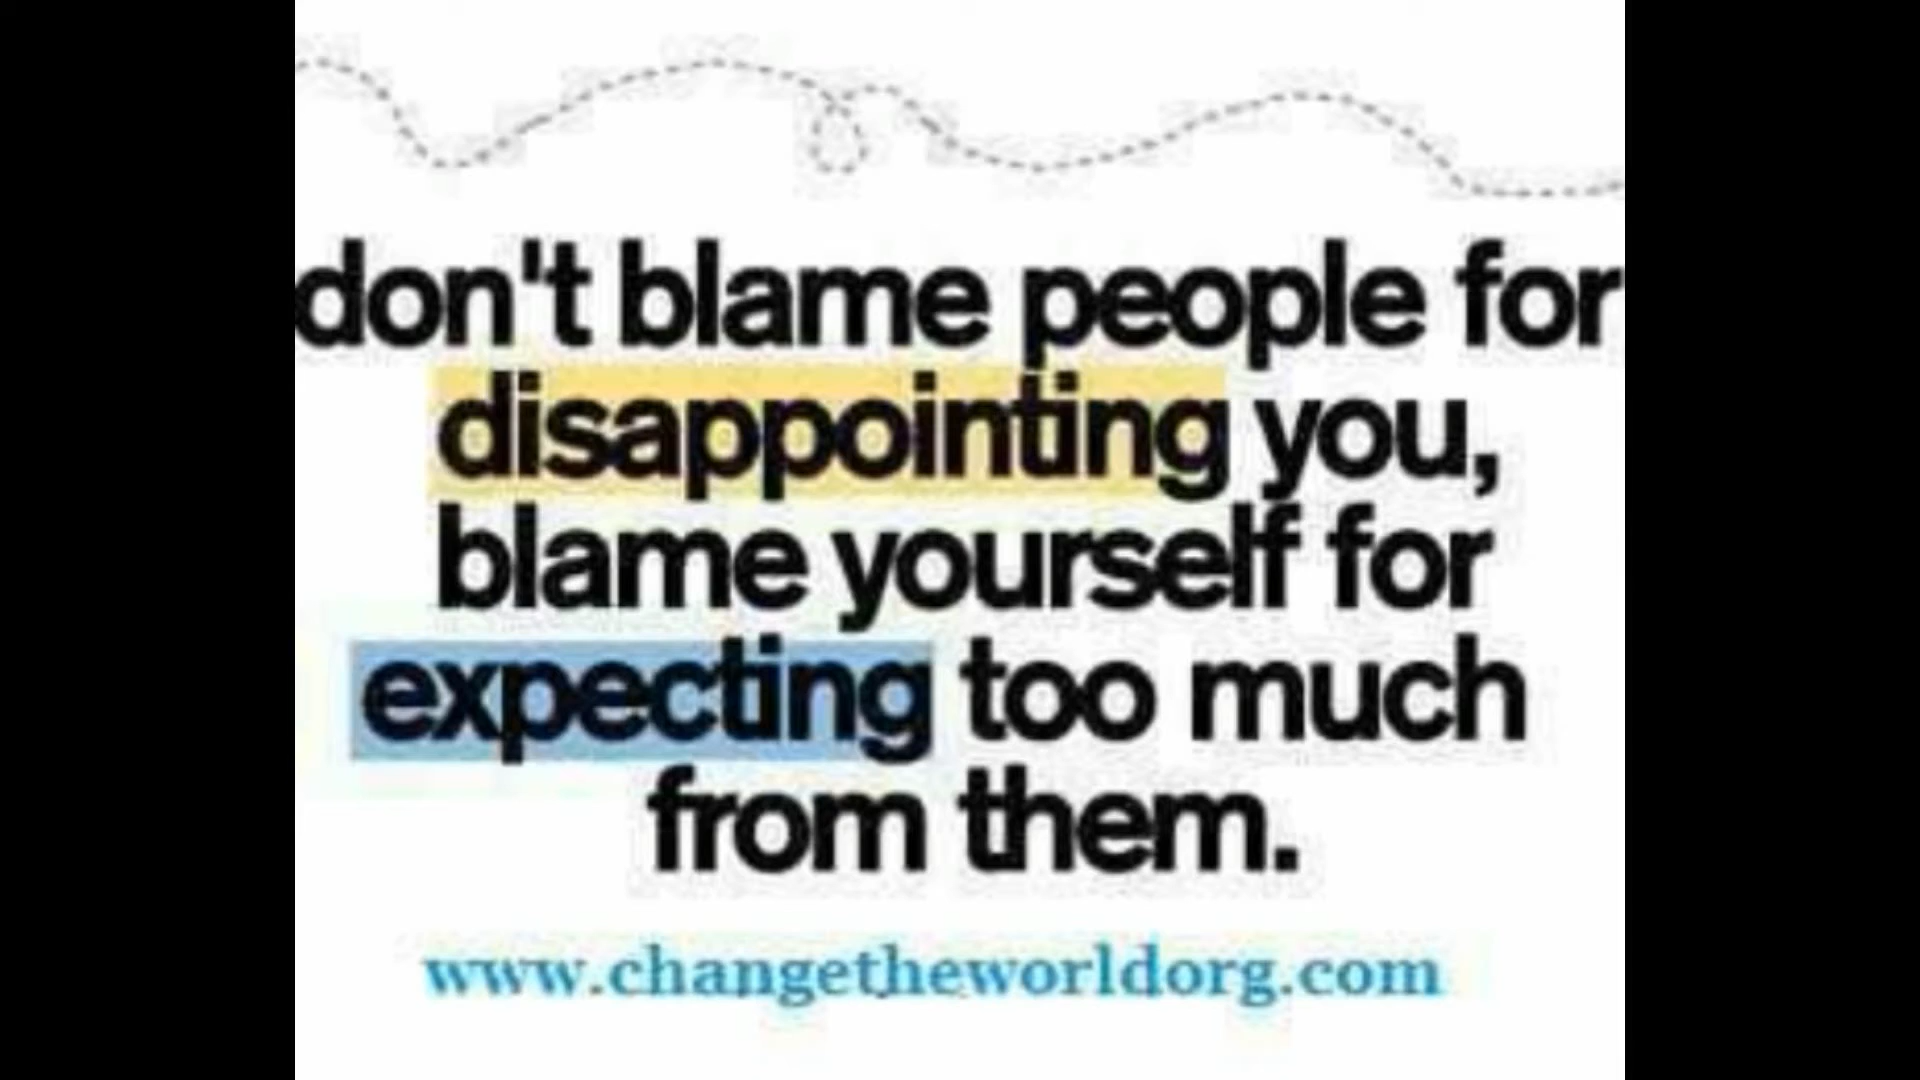 don't blame people for
disappointing you,
blame yourself for
expecting too much
from them.
www.changetheworldorg.com